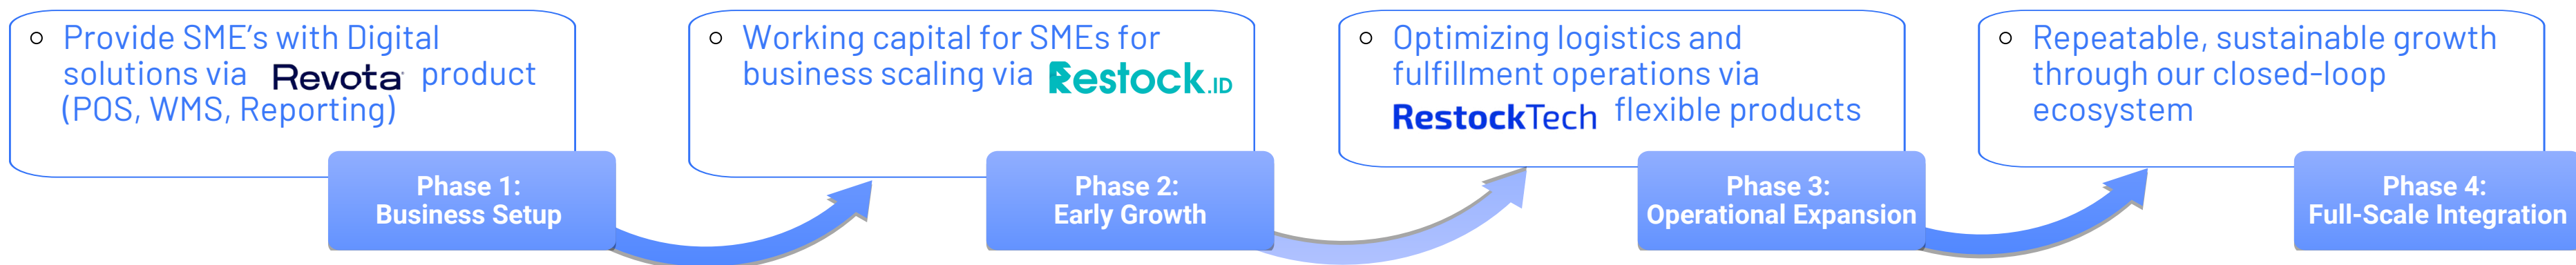 Provide SME's with Digital
solutions via Revota product
(POS, WMS, Reporting)
Phase 1:
Business Setup
Working capital for SMEs for
business scaling via Restock.ID
Phase 2:
Early Growth
Optimizing logistics and
fulfillment operations via
RestockTech flexible products
Phase 3:
Operational Expansion
Repeatable, sustainable growth
through our closed-loop
ecosystem
Phase 4:
Full-Scale Integration